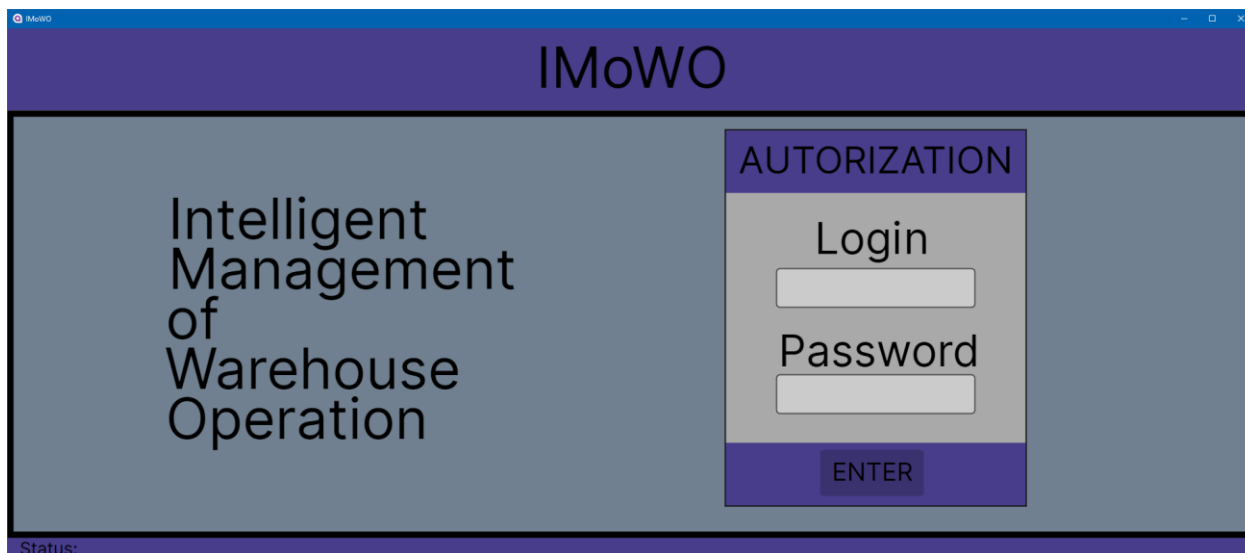 IMoWO
IMoWO
Intelligent
Management
of
Warehouse
Operation
AUTORIZATION
Login
Password
ENTER
Status: